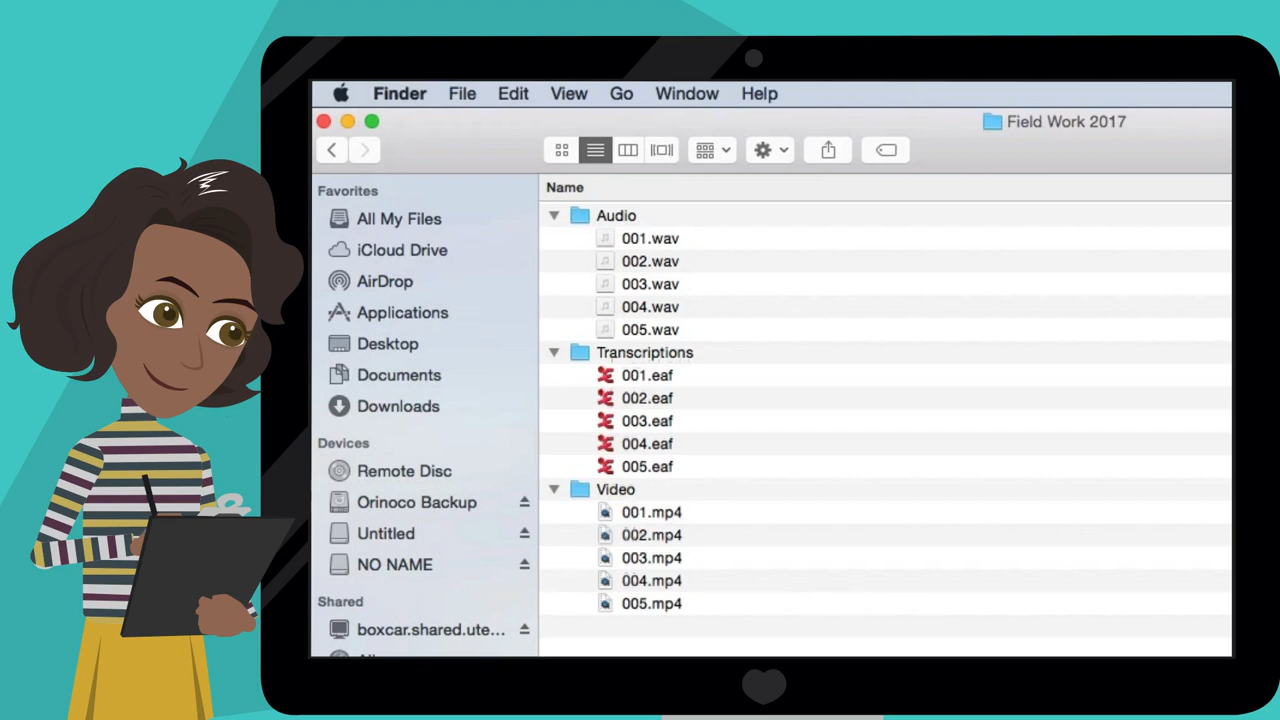 Finder File Edit View Go Window Help
Field Work 2017
Favorites
All My Files
iCloud Drive
AirDrop
Applications
Desktop
Documents
Downloads
Devices
Remote Disc
Orinoco Backup
Untitled
NO NAME
Shared
boxcar.shared.ute...
Name
Audio
001.wav
002.wav
003.wav
004.wav
005.wav
Transcriptions
001.eaf
002.eaf
003.eaf
004.eaf
005.eaf
Video
001.mp4
002.mp4
003.mp4
004.mp4
005.mp4